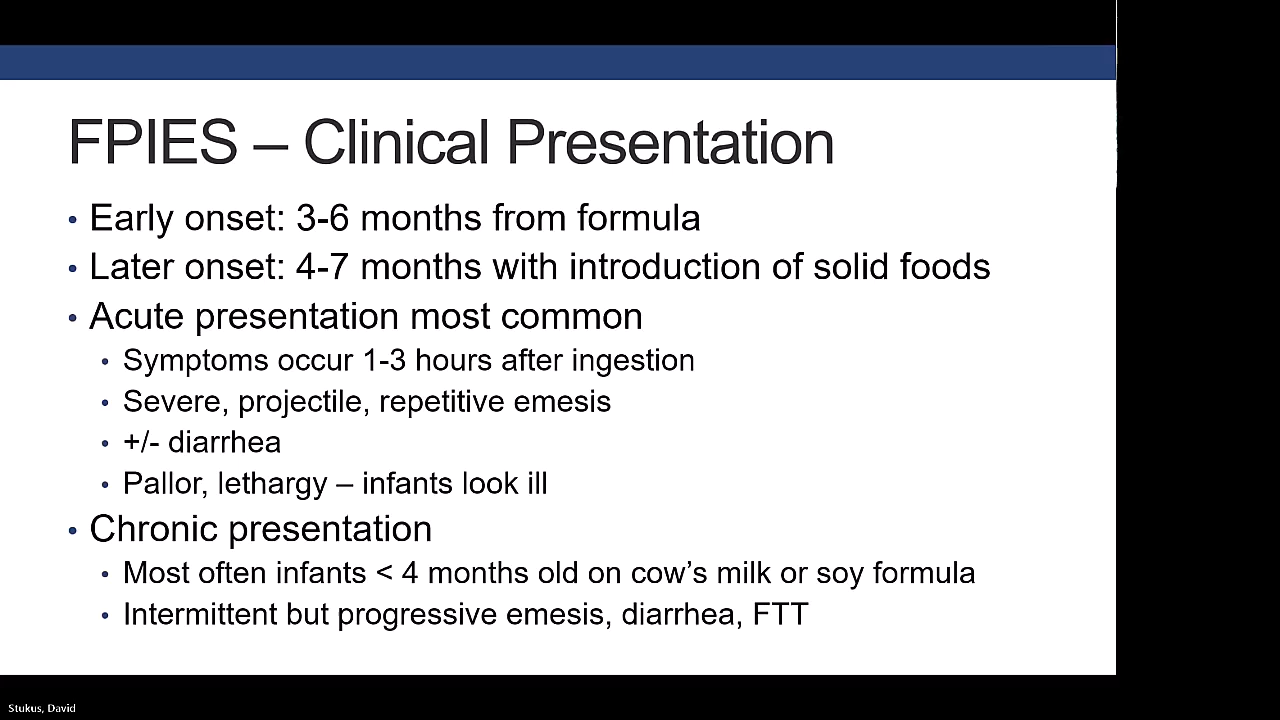 FPIES – Clinical Presentation
• Early onset: 3-6 months from formula
• Later onset: 4-7 months with introduction of solid foods
• Acute presentation most common
• Symptoms occur 1-3 hours after ingestion
• Severe, projectile, repetitive emesis
• +/- diarrhea
• Pallor, lethargy – infants look ill
• Chronic presentation
• Most often infants < 4 months old on cow’s milk or soy formula
• Intermittent but progressive emesis, diarrhea, FTT
Stukus, David